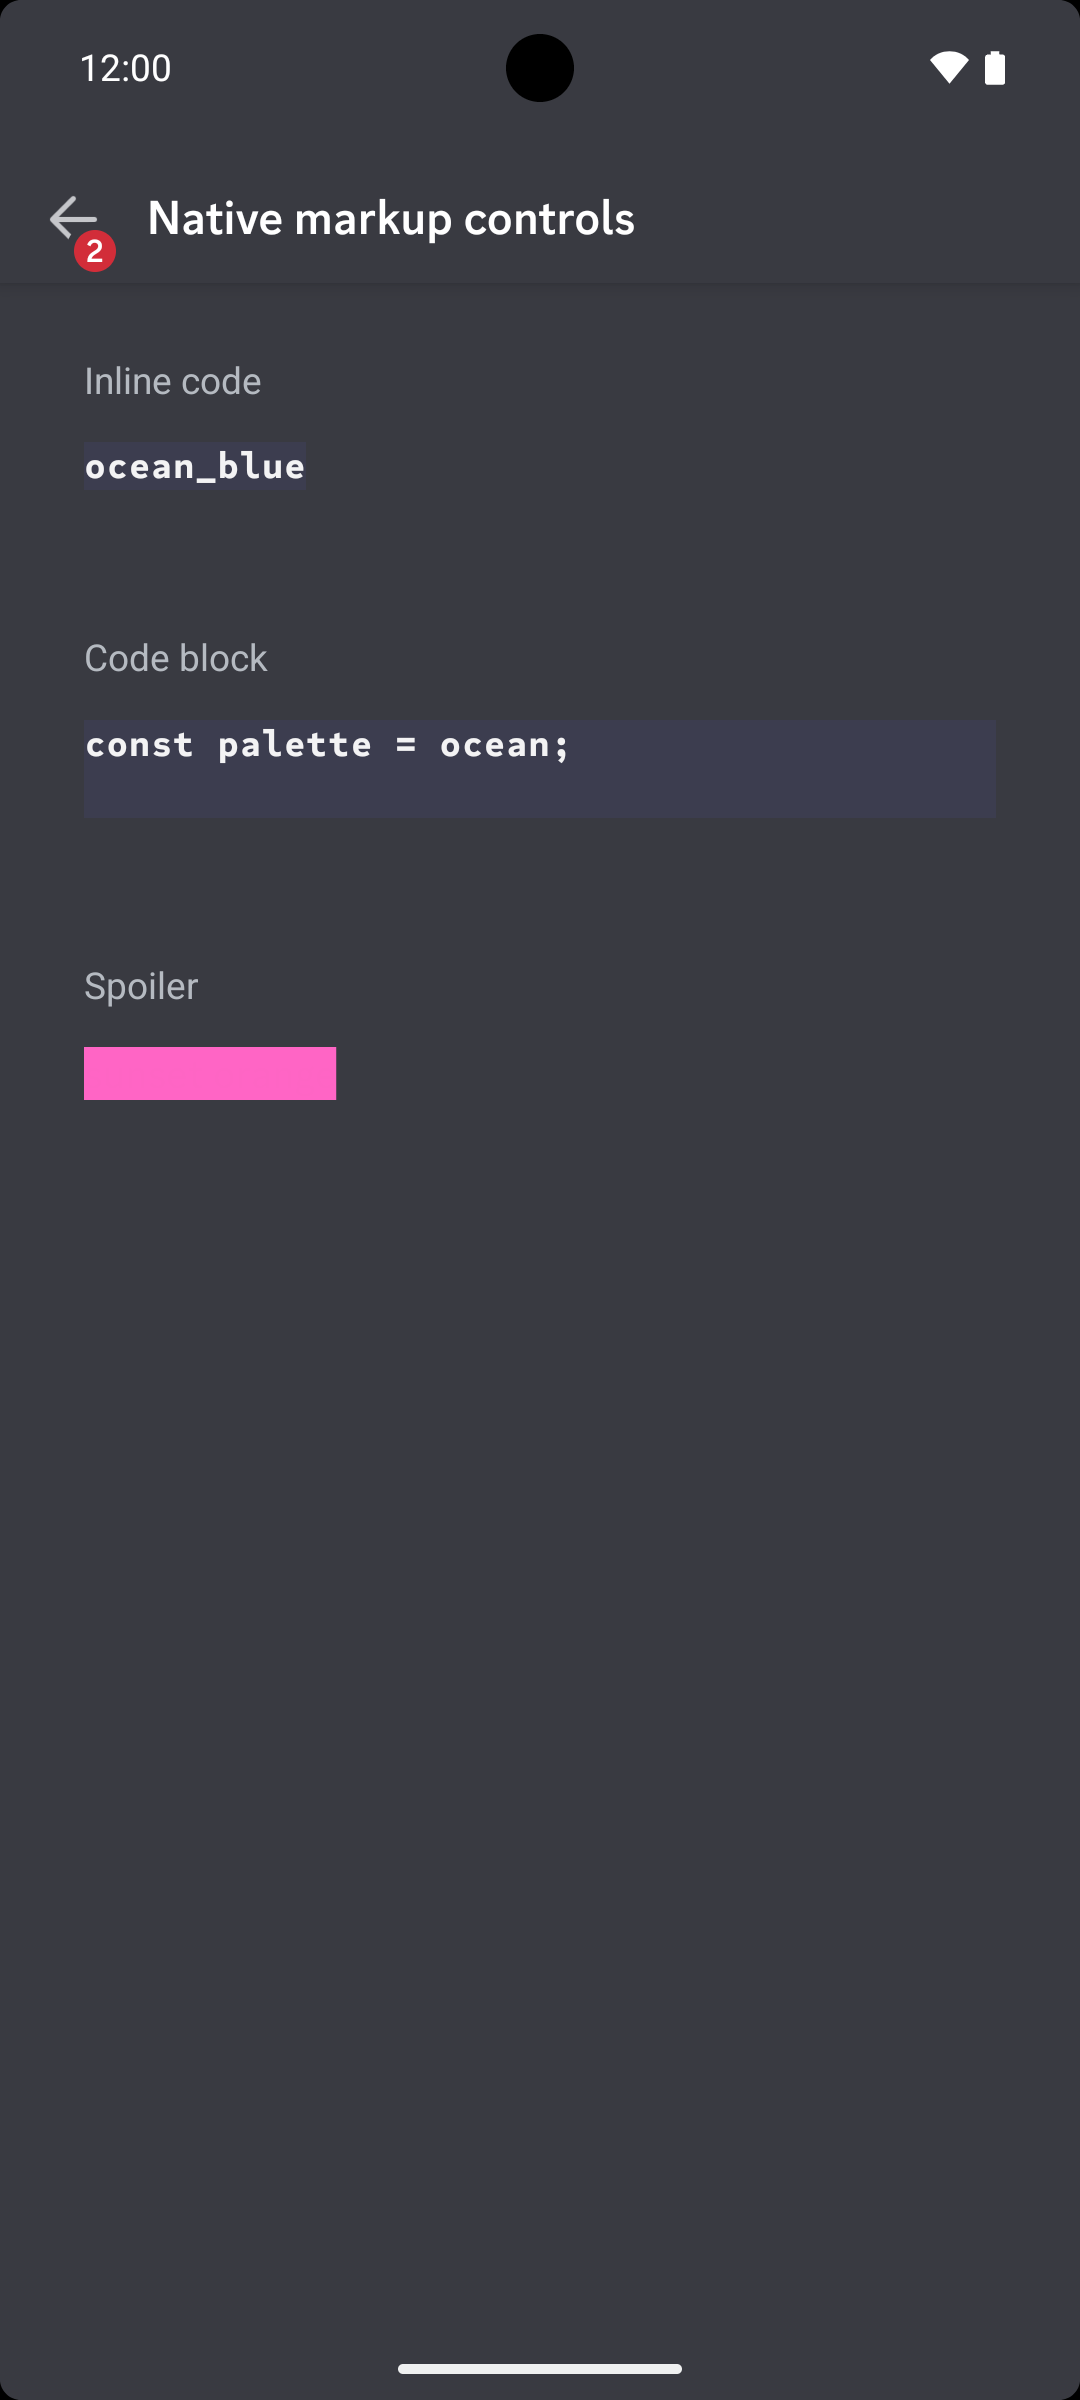 12:00
2
Native markup controls
Inline code
ocean_blue
Code block
const palette = ocean;
Spoiler